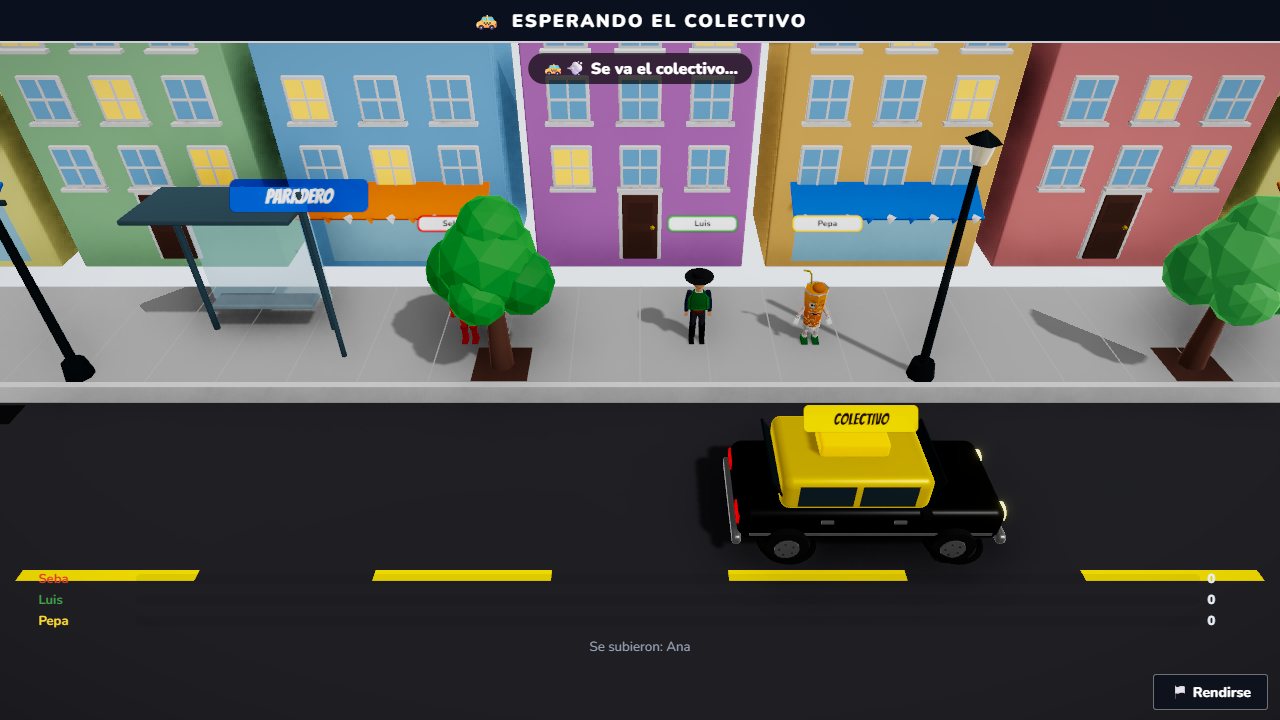 ESPERANDO EL COLECTIVO
Se va el colectivo...
PARADERO
Luis
Pepa
COLECTIVO
Seba 0
Luis 0
Pepa 0
Se subieron: Ana
Rendirse